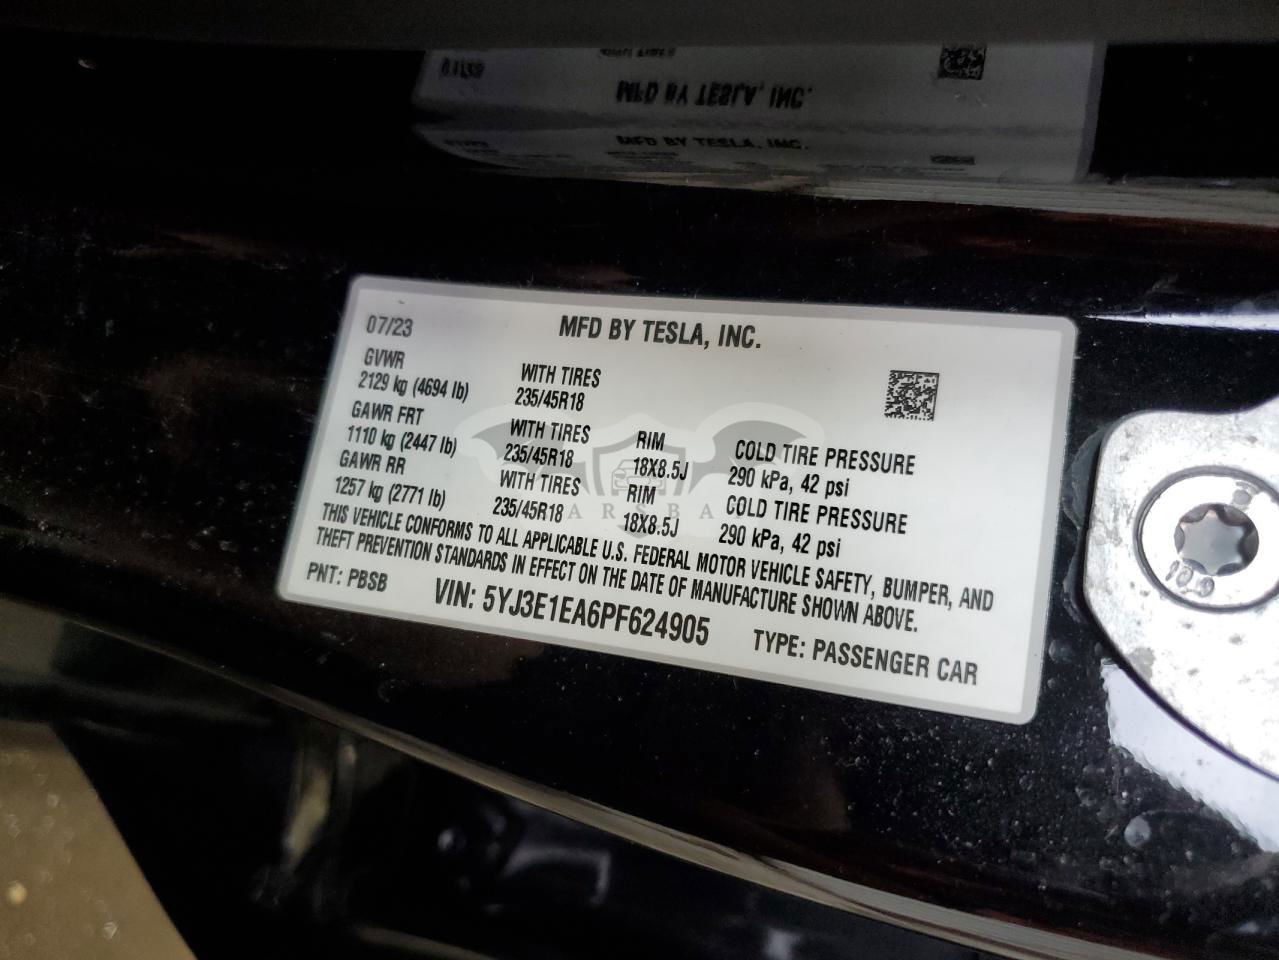 MFD BY TESLA, INC.
MFD BY TESLA, INC.
07/23
MFD BY TESLA, INC.
GVWR
2129 kg (4694 lb)
WITH TIRES
235/45R18
GAWR FRT
1110 kg (2447 lb)
WITH TIRES
235/45R18
RIM
18X8.5J
COLD TIRE PRESSURE
290 kPa, 42 psi
GAWR RR
1257 kg (2771 lb)
WITH TIRES
235/45R18
RIM
18X8.5J
COLD TIRE PRESSURE
290 kPa, 42 psi
THIS VEHICLE CONFORMS TO ALL APPLICABLE U.S. FEDERAL MOTOR VEHICLE SAFETY, BUMPER, AND
THEFT PREVENTION STANDARDS IN EFFECT ON THE DATE OF MANUFACTURE SHOWN ABOVE.
PNT: PBSB
VIN: 5YJ3E1EA6PF624905
TYPE: PASSENGER CAR
10.9